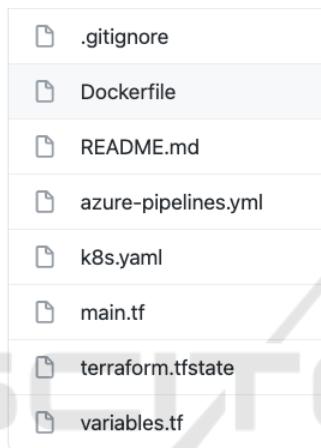 .gitignore
Dockerfile
README.md
azure-pipelines.yml
k8s.yaml
main.tf
terraform.tfstate
variables.tf